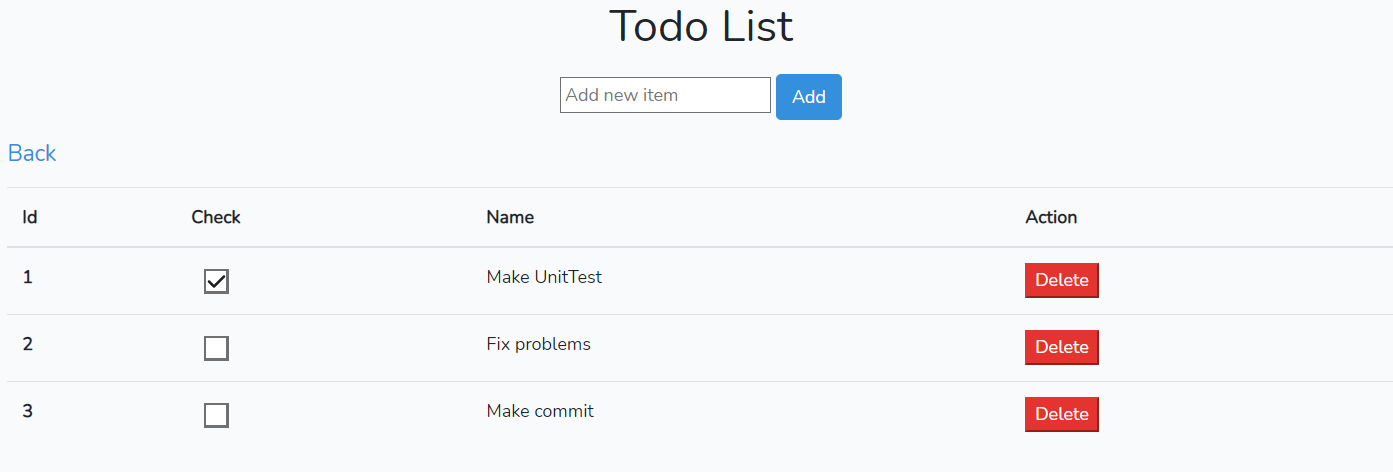 Todo List
Add new item Add
Back
Id Check Name Action
1 Make UnitTest Delete
2 Fix problems Delete
3 Make commit Delete